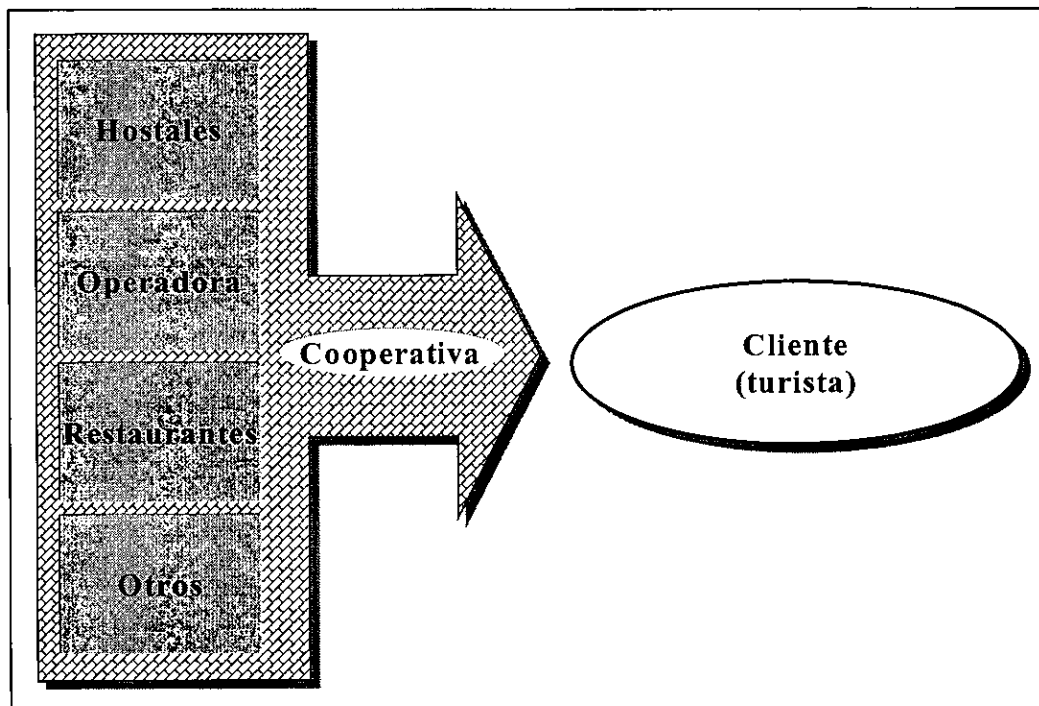 Hostales
Operadora
Restaurantes
Otros
Cooperativa
Cliente
(turista)